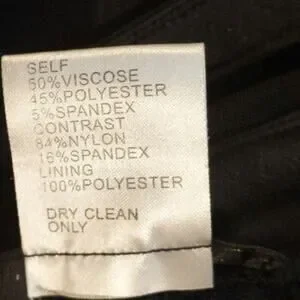 SELF
50%VISCOSE
45%POLYESTER
5%SPANDEX
CONTRAST
84%NYLON
16%SPANDEX
LINING
100%POLYESTER
DRY CLEAN
ONLY